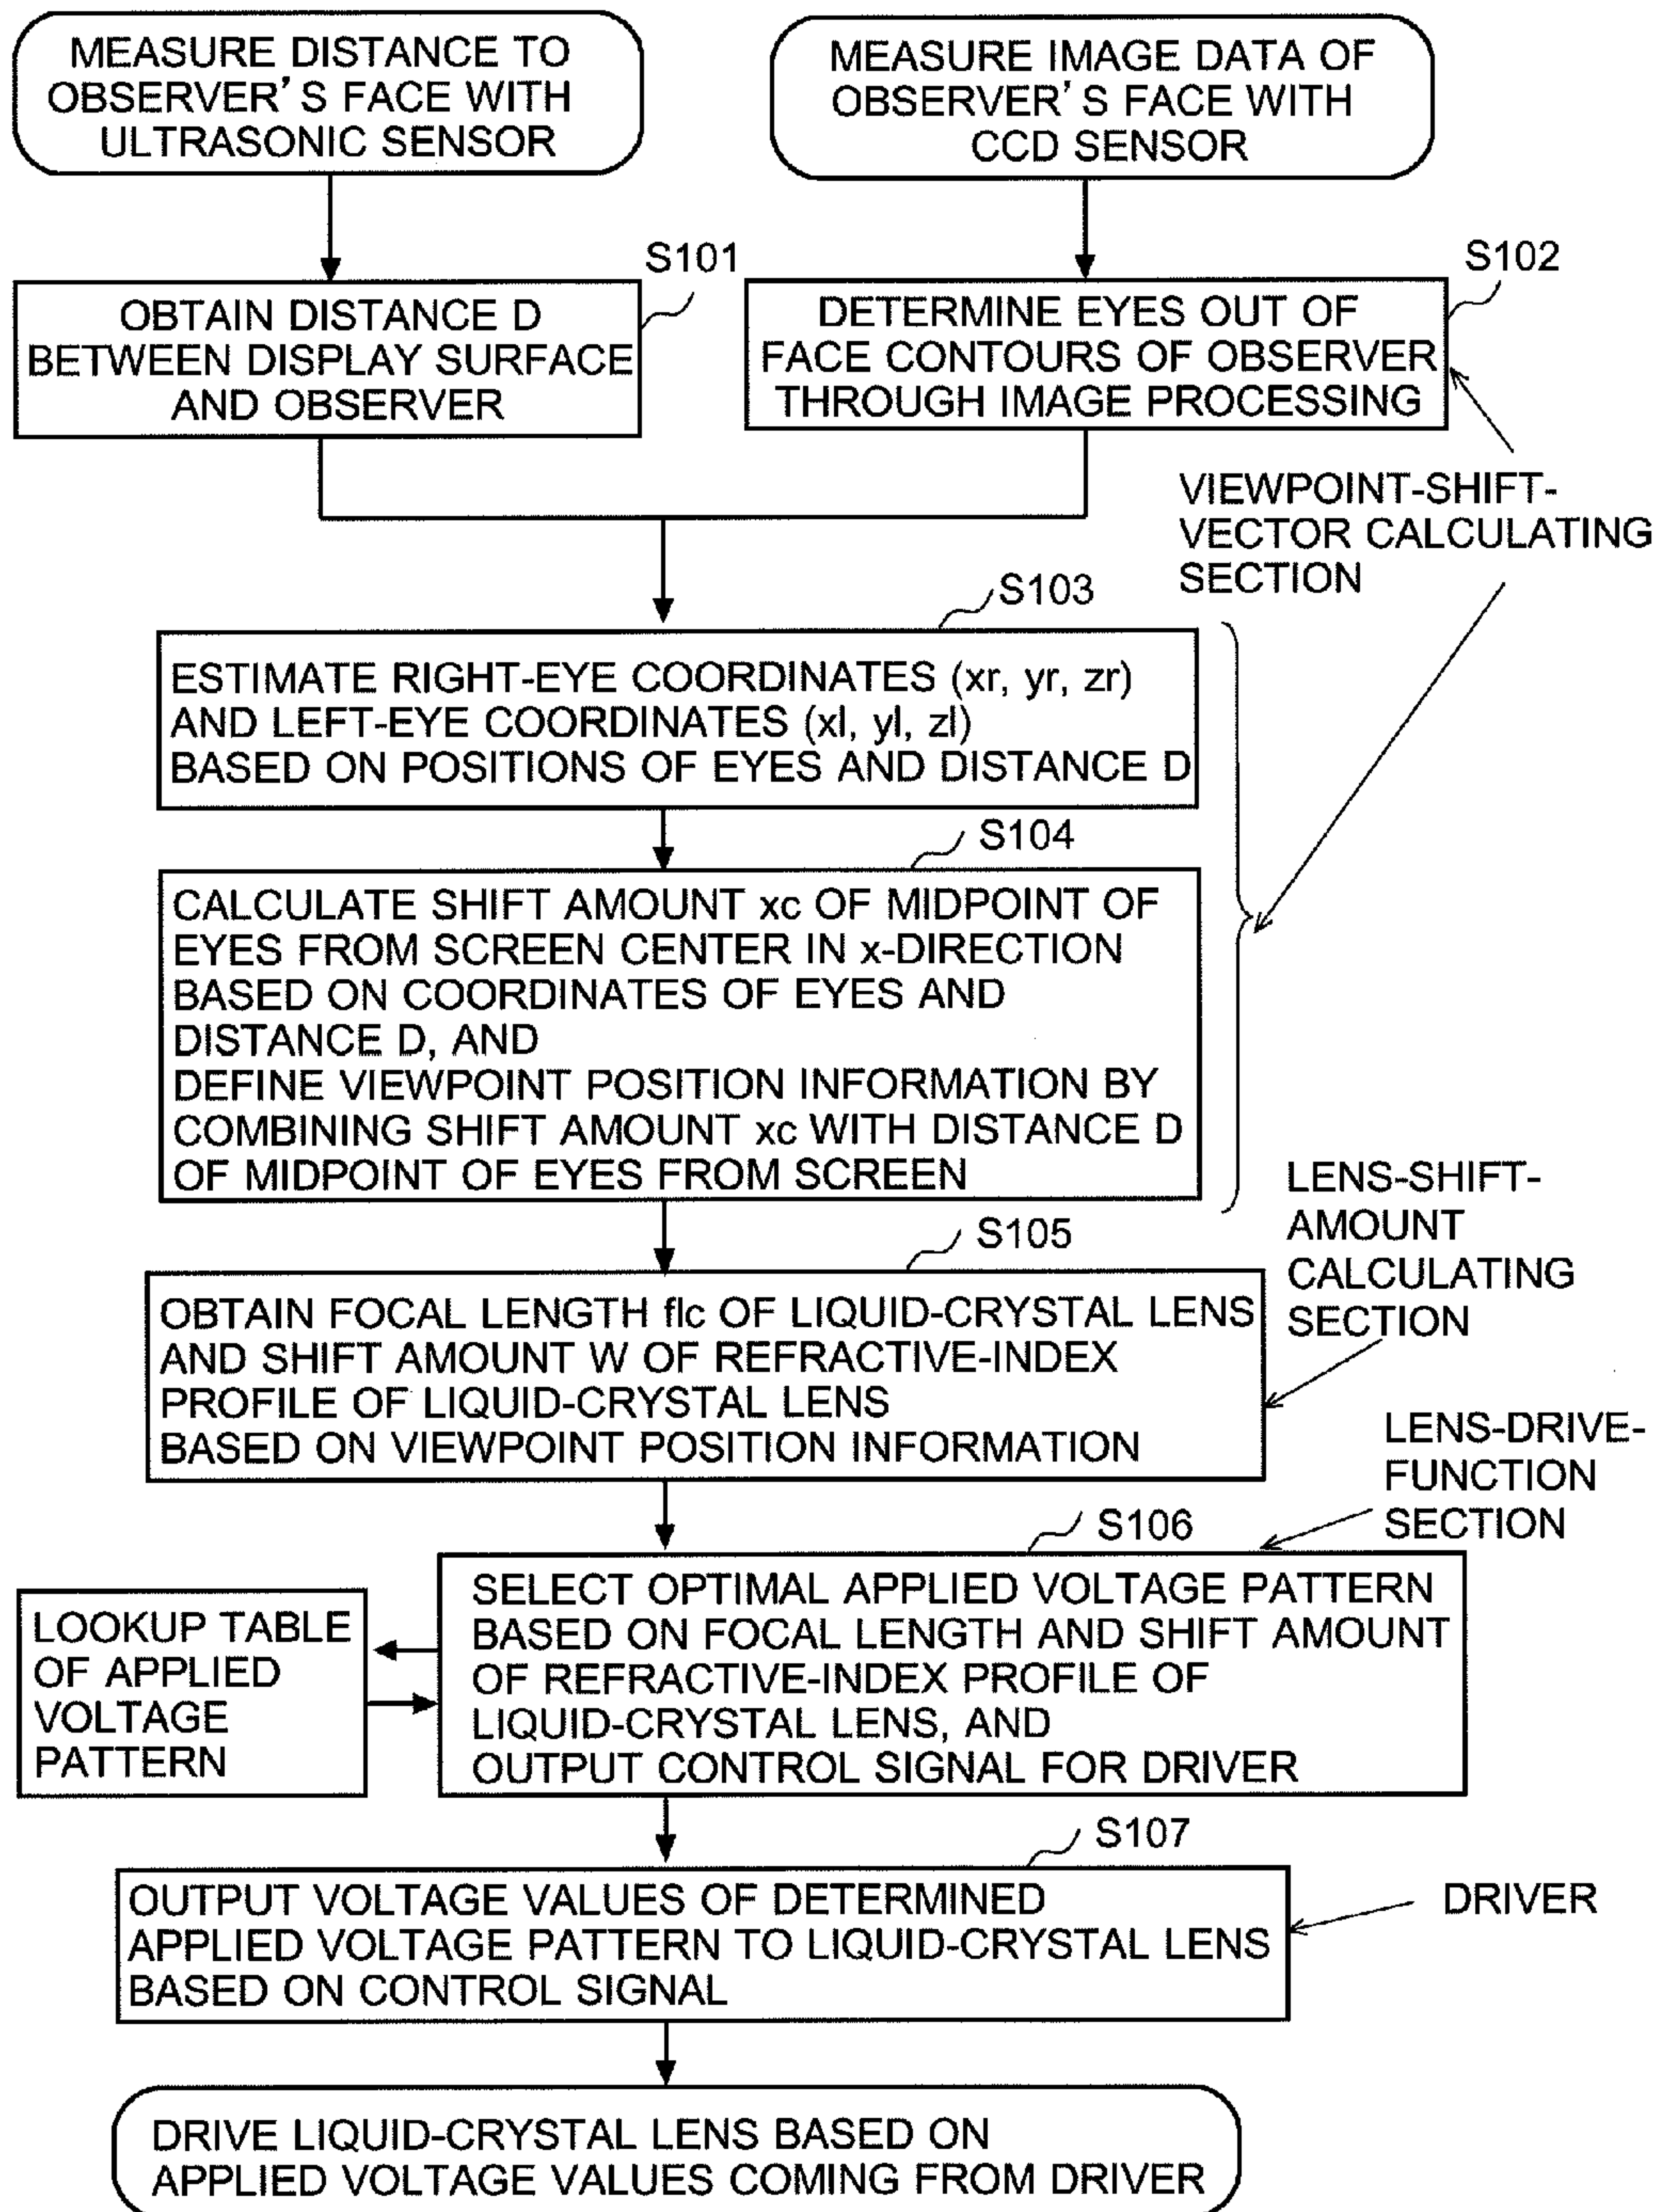 MEASURE DISTANCE TO
OBSERVER'S FACE WITH
ULTRASONIC SENSOR
MEASURE IMAGE DATA OF
OBSERVER'S FACE WITH
CCD SENSOR
S101
OBTAIN DISTANCE D
BETWEEN DISPLAY SURFACE
AND OBSERVER
S102
DETERMINE EYES OUT OF
FACE CONTOURS OF OBSERVER
THROUGH IMAGE PROCESSING
VIEWPOINT-SHIFT-
VECTOR CALCULATING
SECTION
S103
ESTIMATE RIGHT-EYE COORDINATES (xr, yr, zr)
AND LEFT-EYE COORDINATES (xl, yl, zl)
BASED ON POSITIONS OF EYES AND DISTANCE D
S104
CALCULATE SHIFT AMOUNT xc OF MIDPOINT OF
EYES FROM SCREEN CENTER IN x-DIRECTION
BASED ON COORDINATES OF EYES AND
DISTANCE D, AND
DEFINE VIEWPOINT POSITION INFORMATION BY
COMBINING SHIFT AMOUNT xc WITH DISTANCE D
OF MIDPOINT OF EYES FROM SCREEN
LENS-SHIFT-
AMOUNT
CALCULATING
SECTION
S105
OBTAIN FOCAL LENGTH flc OF LIQUID-CRYSTAL LENS
AND SHIFT AMOUNT W OF REFRACTIVE-INDEX
PROFILE OF LIQUID-CRYSTAL LENS
BASED ON VIEWPOINT POSITION INFORMATION
LENS-DRIVE-
FUNCTION
SECTION
S106
SELECT OPTIMAL APPLIED VOLTAGE PATTERN
BASED ON FOCAL LENGTH AND SHIFT AMOUNT
OF REFRACTIVE-INDEX PROFILE OF
LIQUID-CRYSTAL LENS, AND
OUTPUT CONTROL SIGNAL FOR DRIVER
LOOKUP TABLE
OF APPLIED
VOLTAGE
PATTERN
S107
OUTPUT VOLTAGE VALUES OF DETERMINED
APPLIED VOLTAGE PATTERN TO LIQUID-CRYSTAL LENS
BASED ON CONTROL SIGNAL
DRIVER
DRIVE LIQUID-CRYSTAL LENS BASED ON
APPLIED VOLTAGE VALUES COMING FROM DRIVER